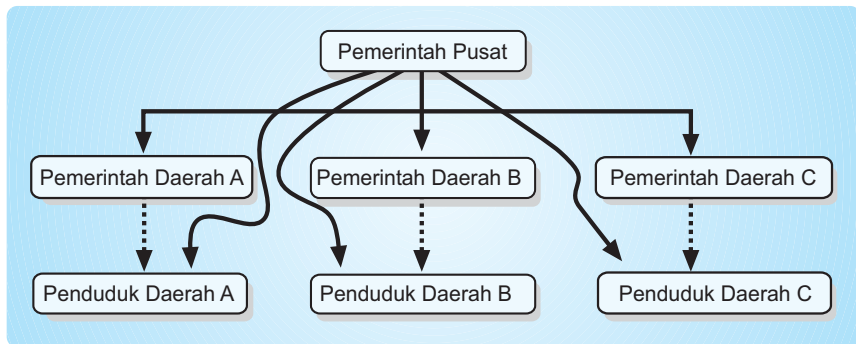 Pemerintah Pusat
Pemerintah Daerah A
Pemerintah Daerah B
Pemerintah Daerah C
Penduduk Daerah A
Penduduk Daerah B
Penduduk Daerah C